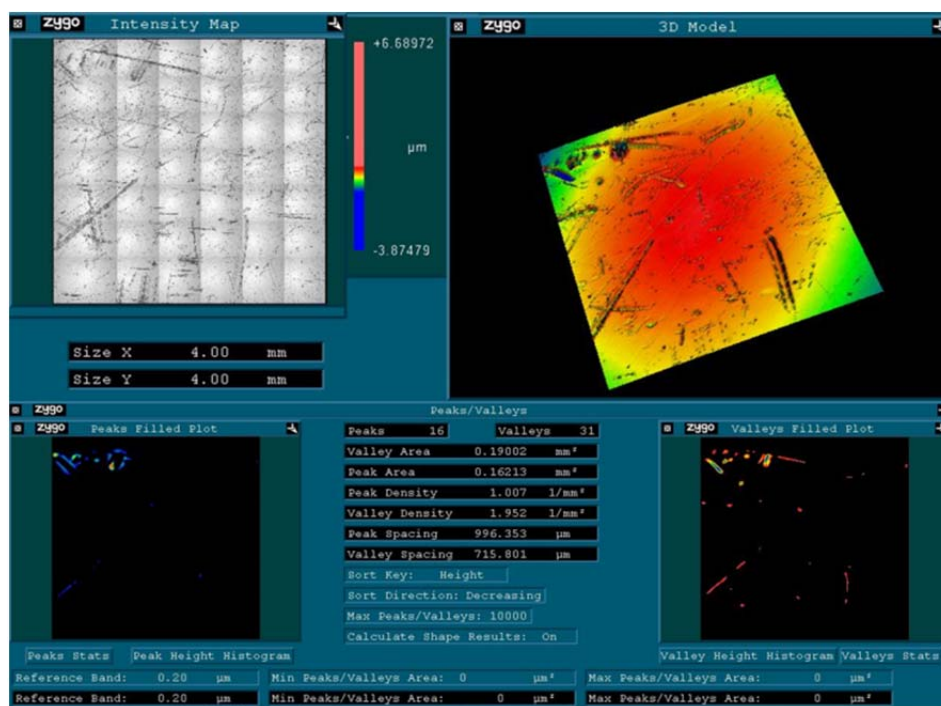 zygo Intensity Map
+6.68972
µm
-3.87479
Size X 4.00 mm
Size Y 4.00 mm
zygo 3D Model
zygo Peaks/Valleys
zygo Peaks Filled Plot
Peaks Stats Peak Height Histogram
Peaks 16 Valleys 31
Valley Area 0.19002 mm²
Peak Area 0.16213 mm²
Peak Density 1.007 1/mm²
Valley Density 1.952 1/mm²
Peak Spacing 996.353 µm
Valley Spacing 715.801 µm
Sort Key: Height
Sort Direction: Decreasing
Max Peaks/Valleys: 10000
Calculate Shape Results: On
zygo Valleys Filled Plot
Valley Height Histogram Valleys Stats
Reference Band: 0.20 µm Min Peaks/Valleys Area: 0 µm² Max Peaks/Valleys Area: 0 µm²
Reference Band: 0.20 µm Min Peaks/Valleys Area: 0 µm² Max Peaks/Valleys Area: 0 µm²